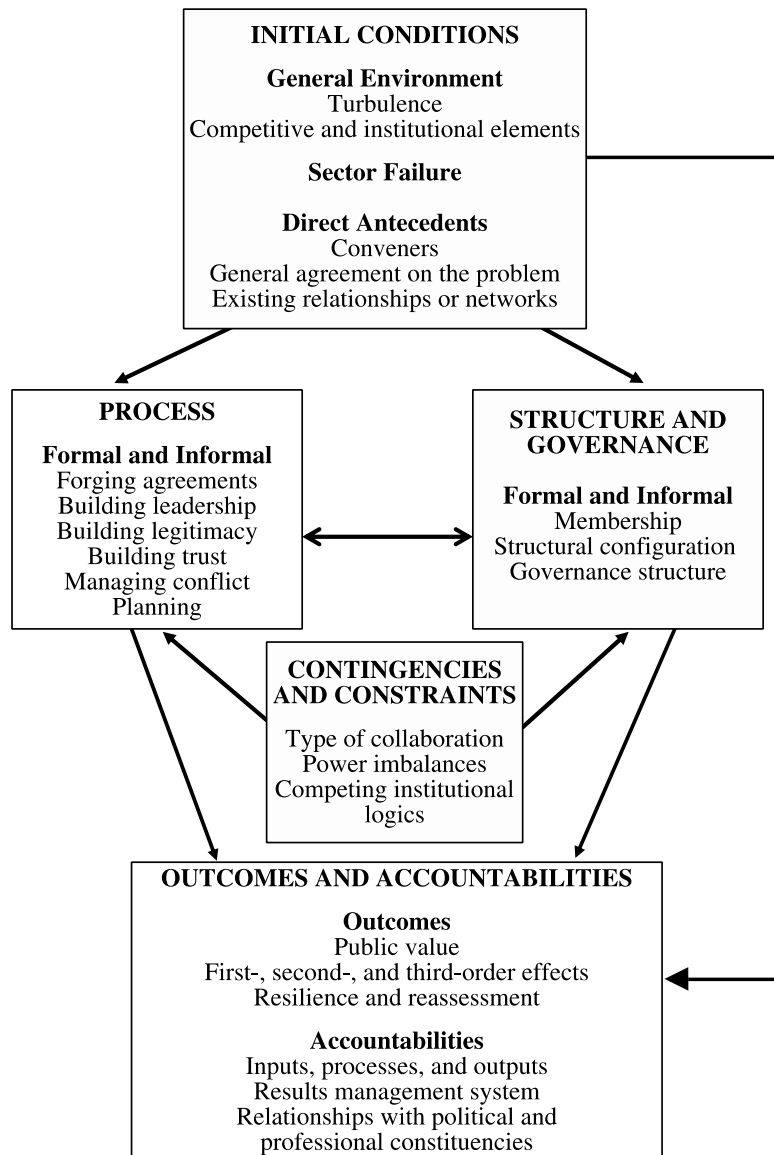 INITIAL CONDITIONS
General Environment
Turbulence
Competitive and institutional elements
Sector Failure
Direct Antecedents
Conveners
General agreement on the problem
Existing relationships or networks
PROCESS
Formal and Informal
Forging agreements
Building leadership
Building legitimacy
Building trust
Managing conflict
Planning
STRUCTURE AND
GOVERNANCE
Formal and Informal
Membership
Structural configuration
Governance structure
CONTINGENCIES
AND CONSTRAINTS
Type of collaboration
Power imbalances
Competing institutional
logics
OUTCOMES AND ACCOUNTABILITIES
Outcomes
Public value
First-, second-, and third-order effects
Resilience and reassessment
Accountabilities
Inputs, processes, and outputs
Results management system
Relationships with political and
professional constituencies